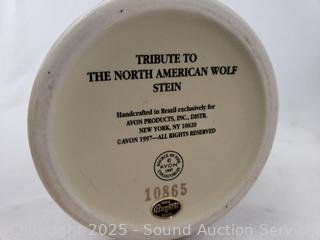 TRIBUTE TO
THE NORTH AMERICAN WOLF
STEIN
Handcrafted in Brazil exclusively for
AVON PRODUCTS, INC., DISTR.
NEW YORK, NY 10020
©AVON 1997—ALL RIGHTS RESERVED
AVON
10865
Copyright 2025 - Sound Auction Service